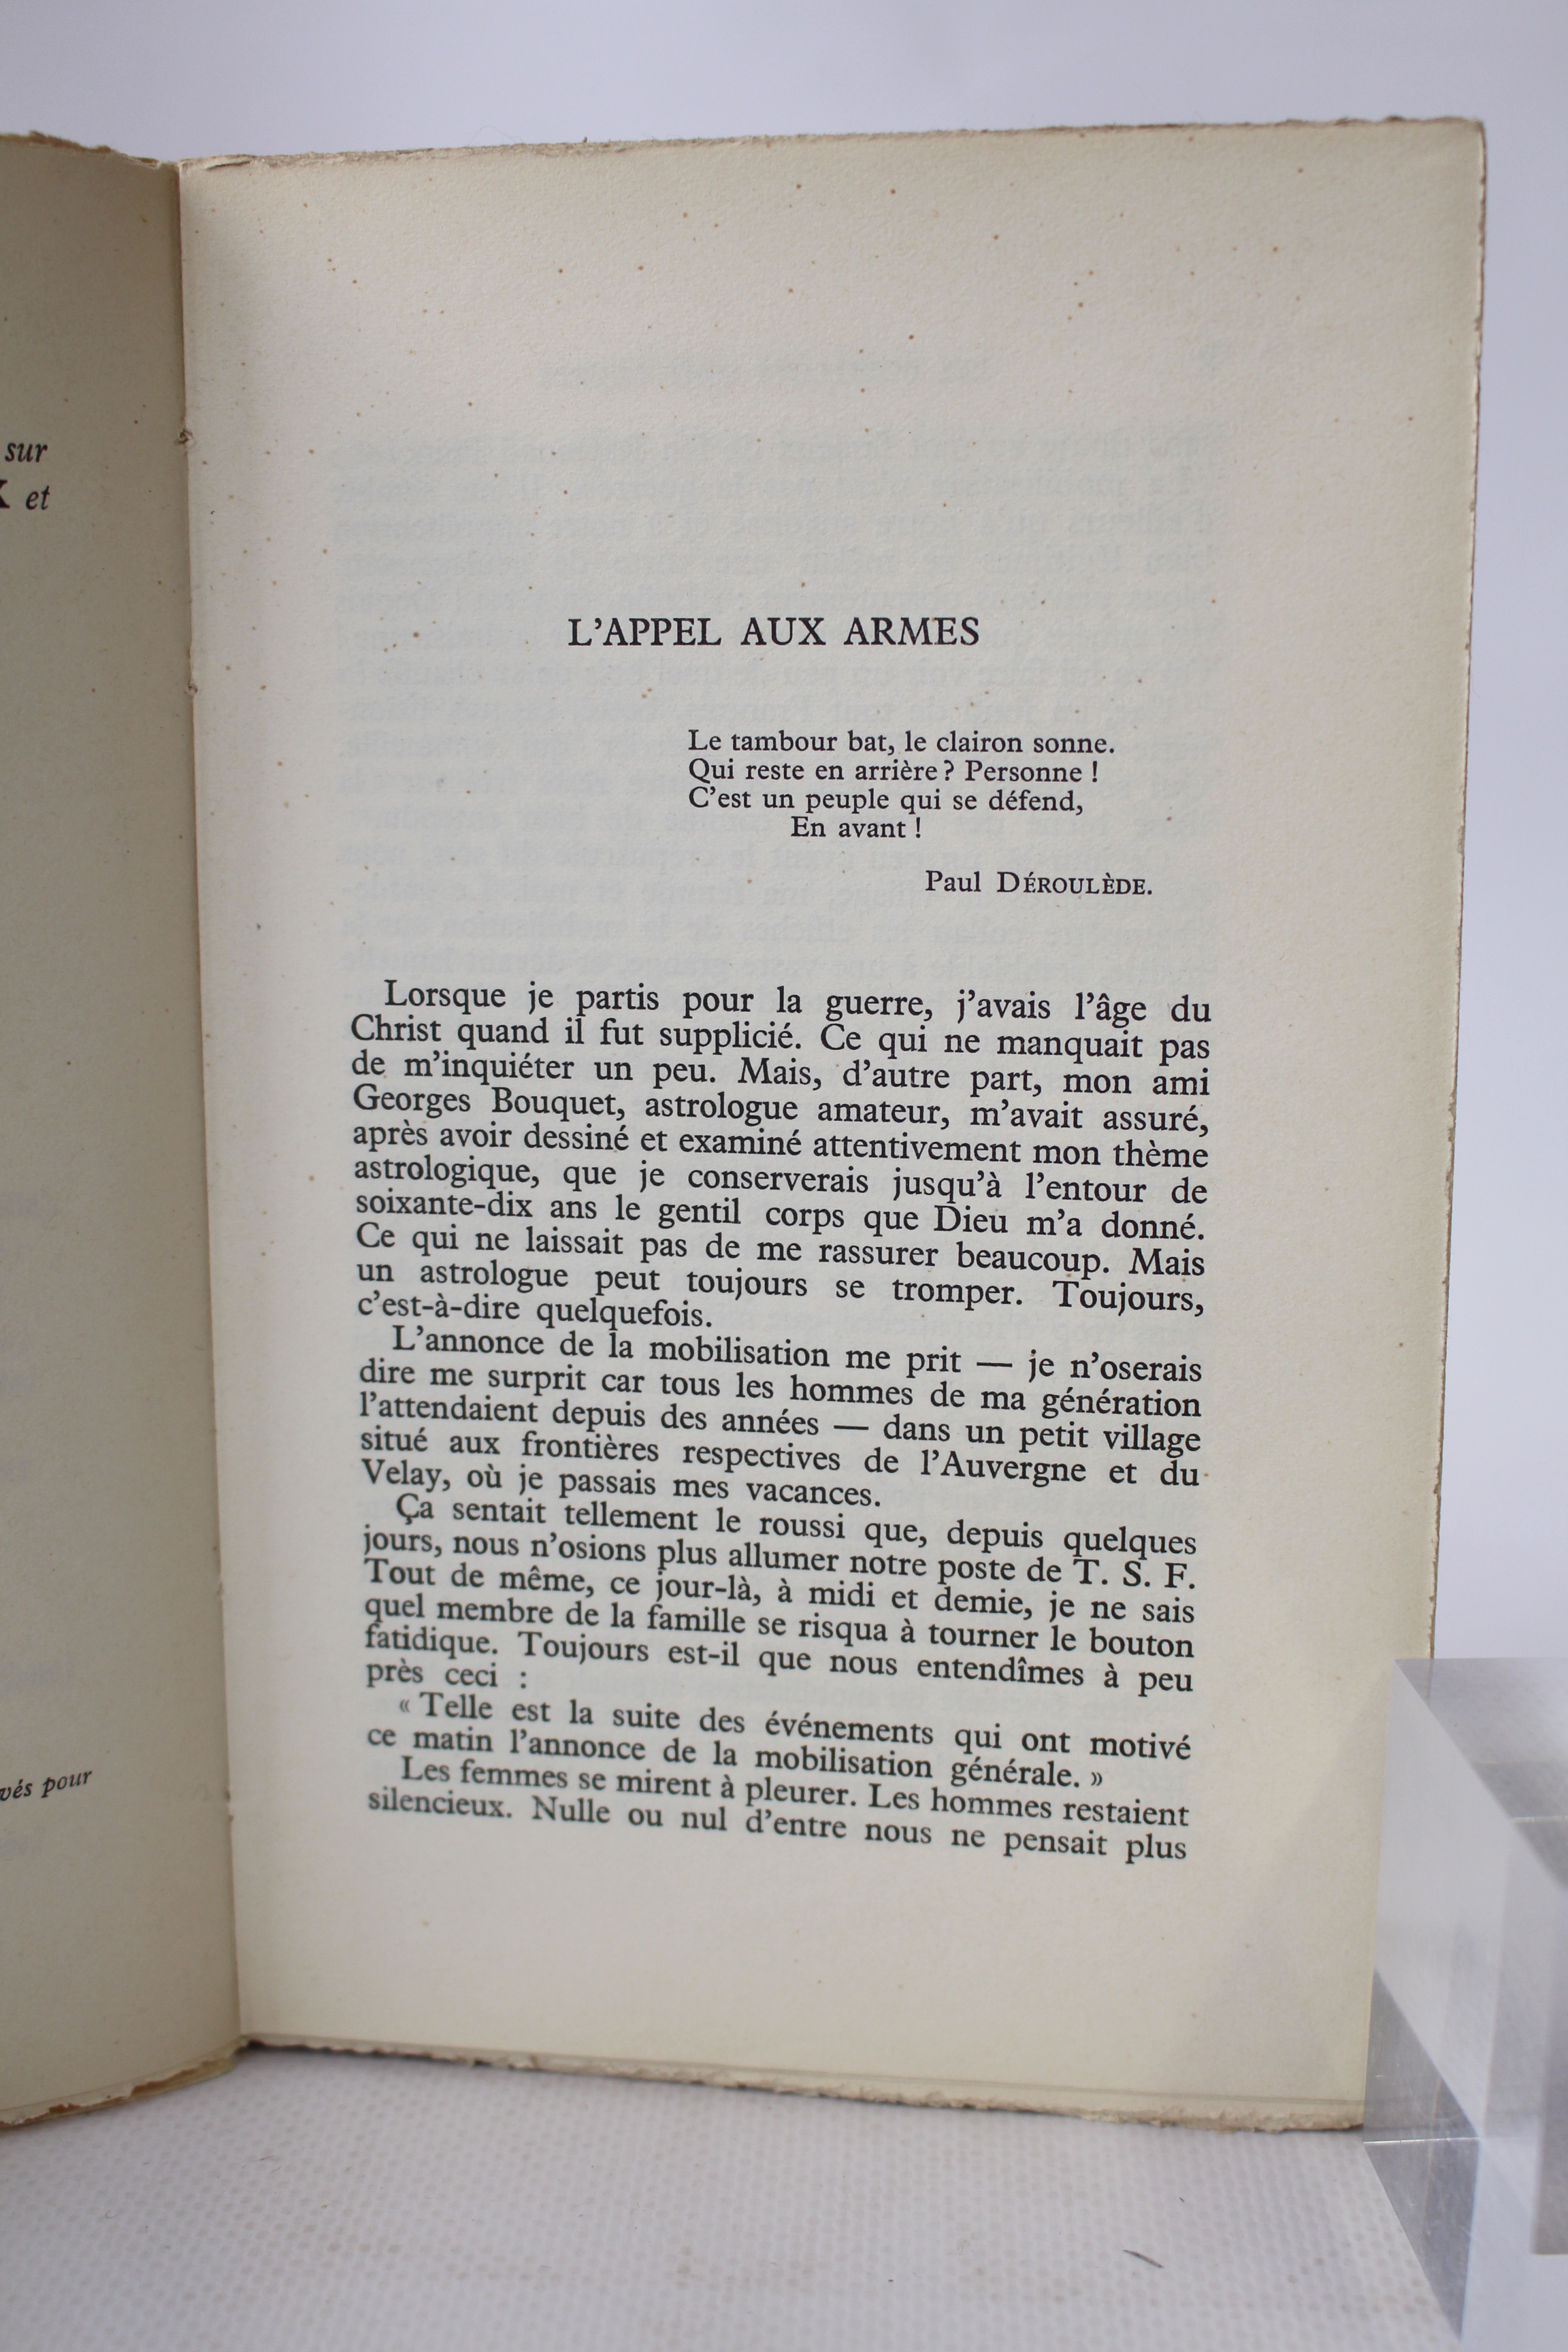 sur
et
vés pour
L'APPEL AUX ARMES
Le tambour bat, le clairon sonne.
Qui reste en arrière ? Personne !
C'est un peuple qui se défend,
En avant !
Paul DÉROULÈDE.
Lorsque je partis pour la guerre, j'avais l'âge du
Christ quand il fut supplicié. Ce qui ne manquait pas
de m'inquiéter un peu. Mais, d'autre part, mon ami
Georges Bouquet, astrologue amateur, m'avait assuré,
après avoir dessiné et examiné attentivement mon thème
astrologique, que je conserverais jusqu'à l'entour de
soixante-dix ans le gentil corps que Dieu m'a donné.
Ce qui ne laissait pas de me rassurer beaucoup. Mais
un astrologue peut toujours se tromper. Toujours,
c'est-à-dire quelquefois.
L'annonce de la mobilisation me prit — je n'oserais
dire me surprit car tous les hommes de ma génération
l'attendaient depuis des années — dans un petit village
situé aux frontières respectives de l'Auvergne et du
Velay, où je passais mes vacances.
Ça sentait tellement le roussi que, depuis quelques
jours, nous n'osions plus allumer notre poste de T. S. F.
Tout de même, ce jour-là, à midi et demie, je ne sais
quel membre de la famille se risqua à tourner le bouton
fatidique. Toujours est-il que nous entendîmes à peu
près ceci :
« Telle est la suite des événements qui ont motivé
ce matin l'annonce de la mobilisation générale. »
Les femmes se mirent à pleurer. Les hommes restaient
silencieux. Nulle ou nul d'entre nous ne pensait plus